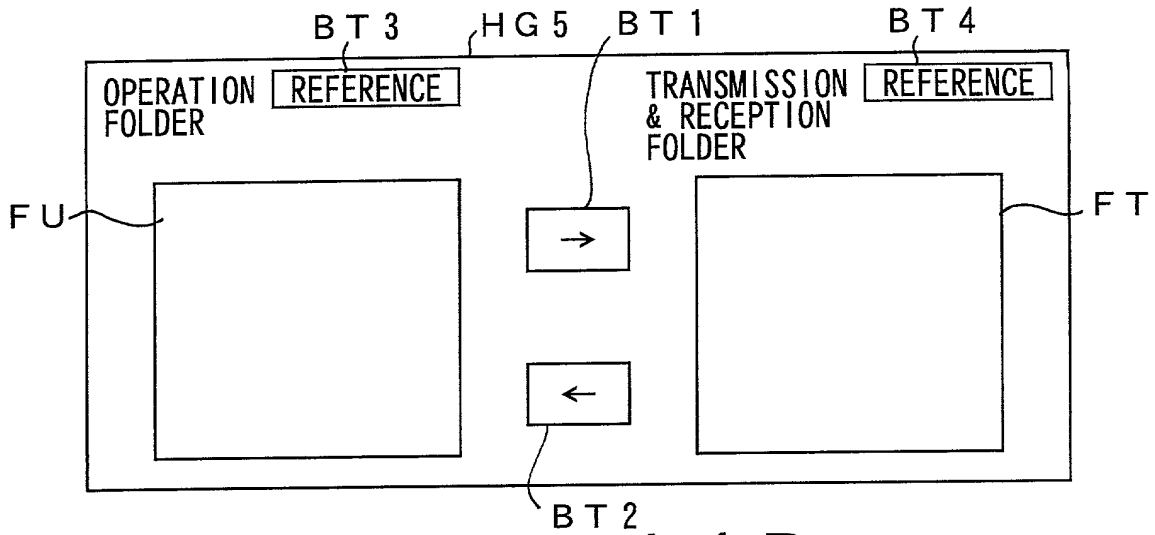 BT3
HG5
BT1
BT4
OPERATION
FOLDER
REFERENCE
TRANSMISSION
& RECEPTION
FOLDER
REFERENCE
FU
→
FT
←
BT2